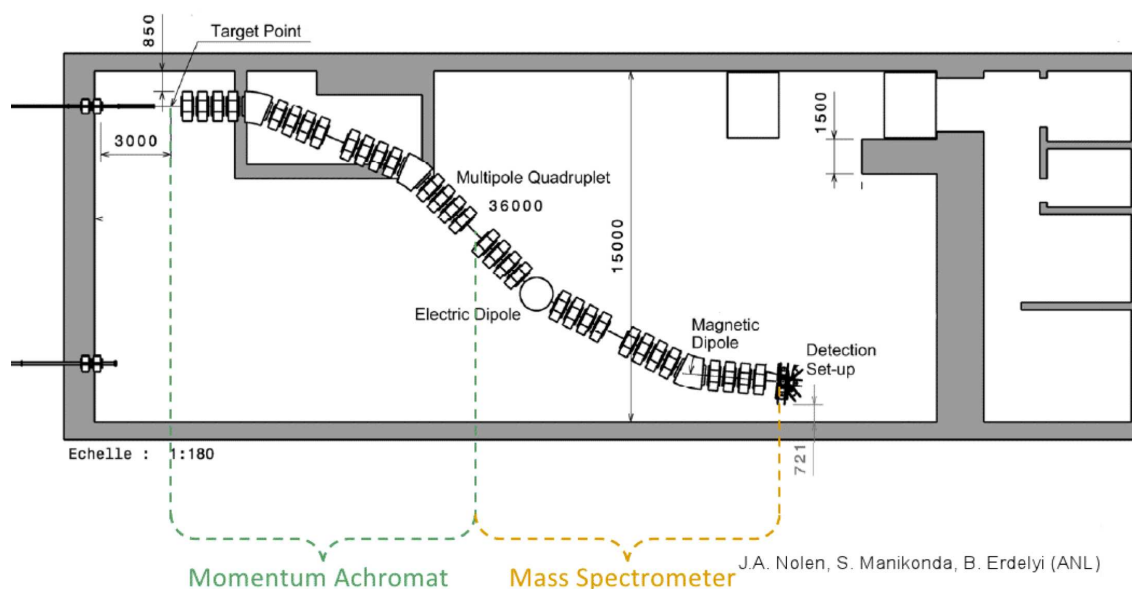 850
Target Point
3000
1500
Multipole Quadruplet
36000
15000
Electric Dipole
Magnetic
Dipole
Detection
Set-up
721
Echelle : 1:180
Momentum Achromat
Mass Spectrometer
J.A. Nolen, S. Manikonda, B. Erdelyi (ANL)